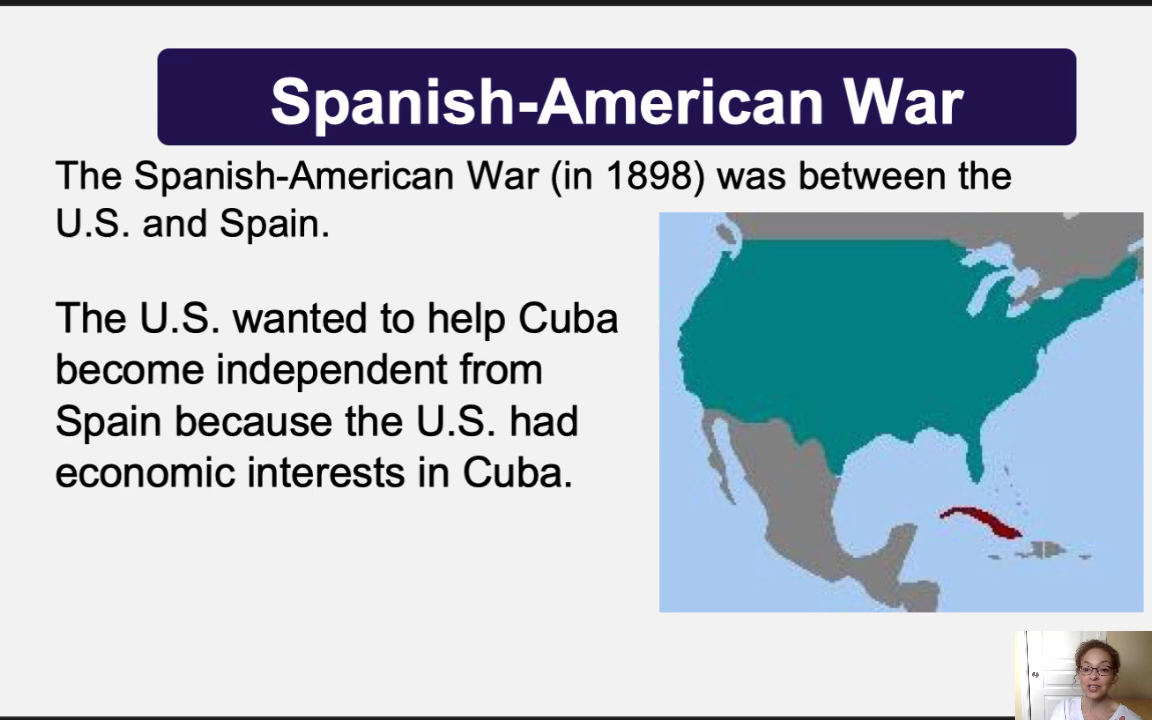 Spanish-American War
The Spanish-American War (in 1898) was between the
U.S. and Spain.
The U.S. wanted to help Cuba
become independent from
Spain because the U.S. had
economic interests in Cuba.